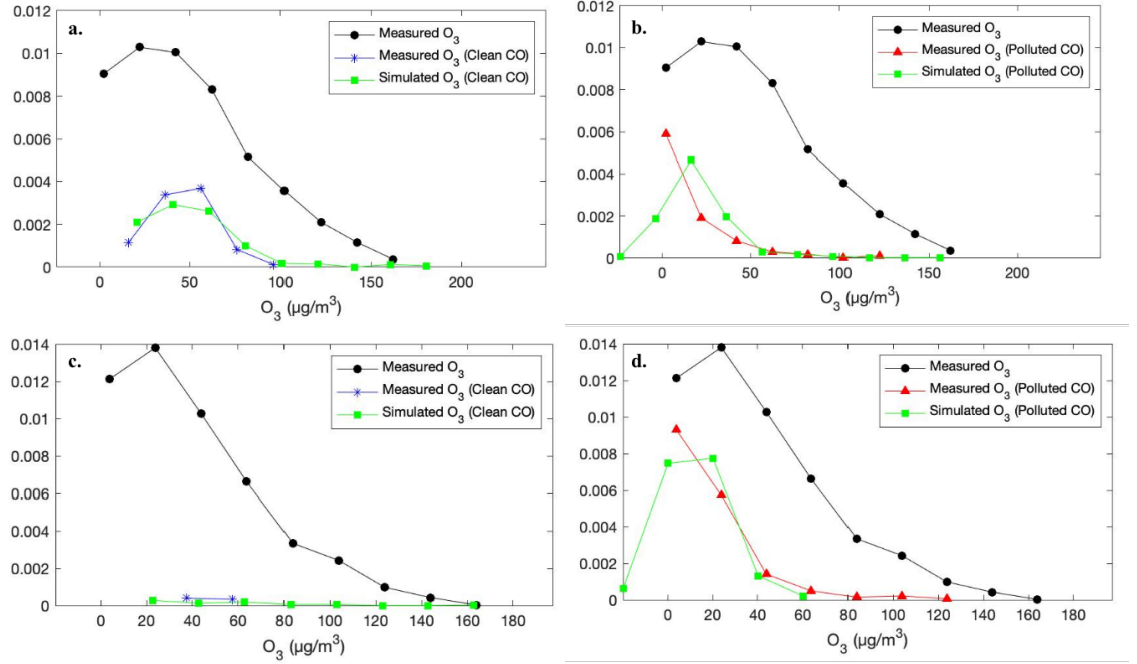 a.
0.012
0.01
0.008
0.006
0.004
0.002
0
Measured O3
Measured O3 (Clean CO)
Simulated O3 (Clean CO)
0 50 100 150 200
O3 (µg/m3)
b.
0.012
0.01
0.008
0.006
0.004
0.002
0
Measured O3
Measured O3 (Polluted CO)
Simulated O3 (Polluted CO)
0 50 100 150 200
O3 (µg/m3)
c.
0.014
0.012
0.01
0.008
0.006
0.004
0.002
0
Measured O3
Measured O3 (Clean CO)
Simulated O3 (Clean CO)
0 20 40 60 80 100 120 140 160 180
O3 (µg/m3)
d.
0.014
0.012
0.01
0.008
0.006
0.004
0.002
0
Measured O3
Measured O3 (Polluted CO)
Simulated O3 (Polluted CO)
0 20 40 60 80 100 120 140 160 180
O3 (µg/m3)